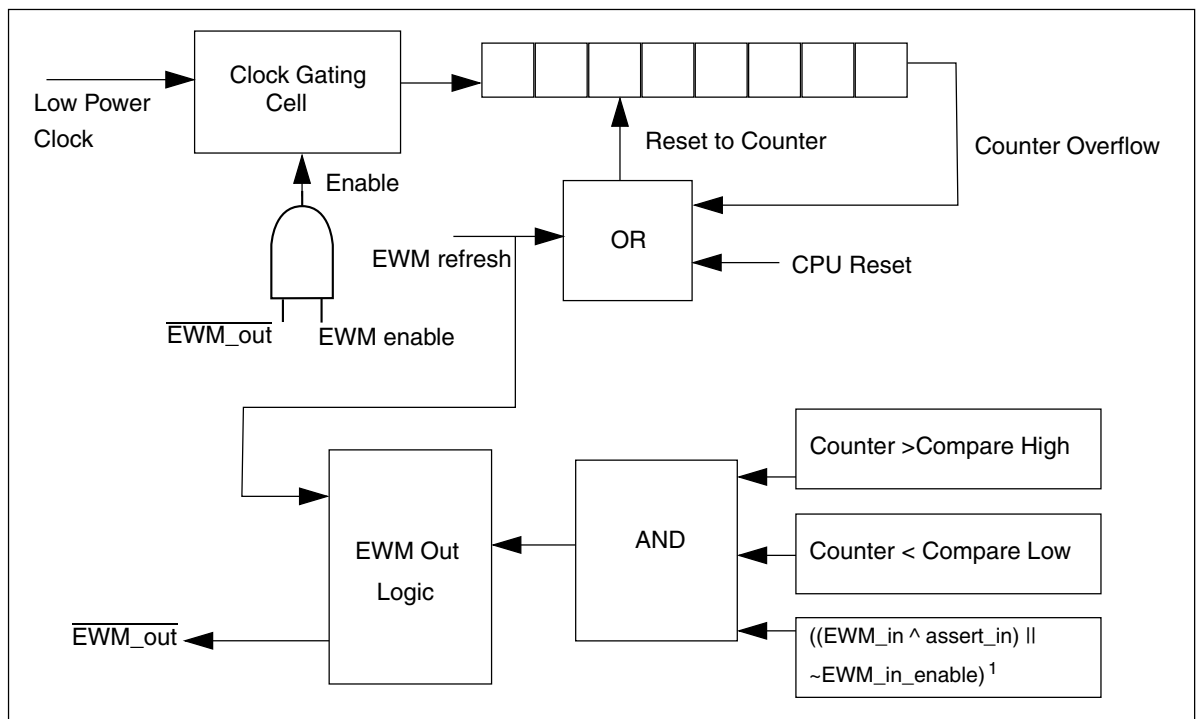 Clock Gating
Cell
Low Power
Clock
Reset to Counter
Counter Overflow
Enable
OR
EWM refresh
CPU Reset
EWM_out
EWM enable
Counter >Compare High
EWM Out
Logic
AND
Counter < Compare Low
EWM_out
((EWM_in ^ assert_in) ||
~EWM_in_enable) 1